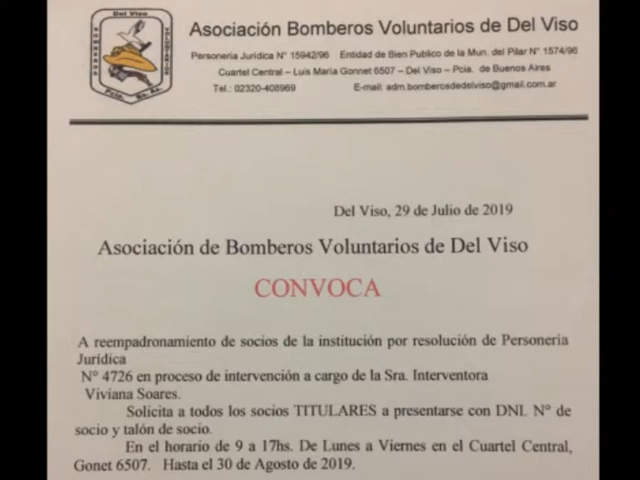 Del Viso
Asociación Bomberos Voluntarios de Del Viso
Personería Jurídica N° 15942/96 Entidad de Bien Publico de la Mun. del Pilar N° 1574/96
Cuartel Central – Luis María Gonnet 6507 – Del Viso – Pcia. de Buenos Aires
Tel.: 02320-408969 E-mail: adm.bomberosdedelviso@gmail.com.ar
Pcia. Bs. As.
Del Viso, 29 de Julio de 2019
Asociación de Bomberos Voluntarios de Del Viso
CONVOCA
A reempadronamiento de socios de la institución por resolución de Personería
Jurídica
N° 4726 en proceso de intervención a cargo de la Sra. Interventora
Viviana Soares.
Solicita a todos los socios TITULARES a presentarse con DNI. N° de
socio y talón de socio.
En el horario de 9 a 17hs. De Lunes a Viernes en el Cuartel Central,
Gonet 6507. Hasta el 30 de Agosto de 2019.